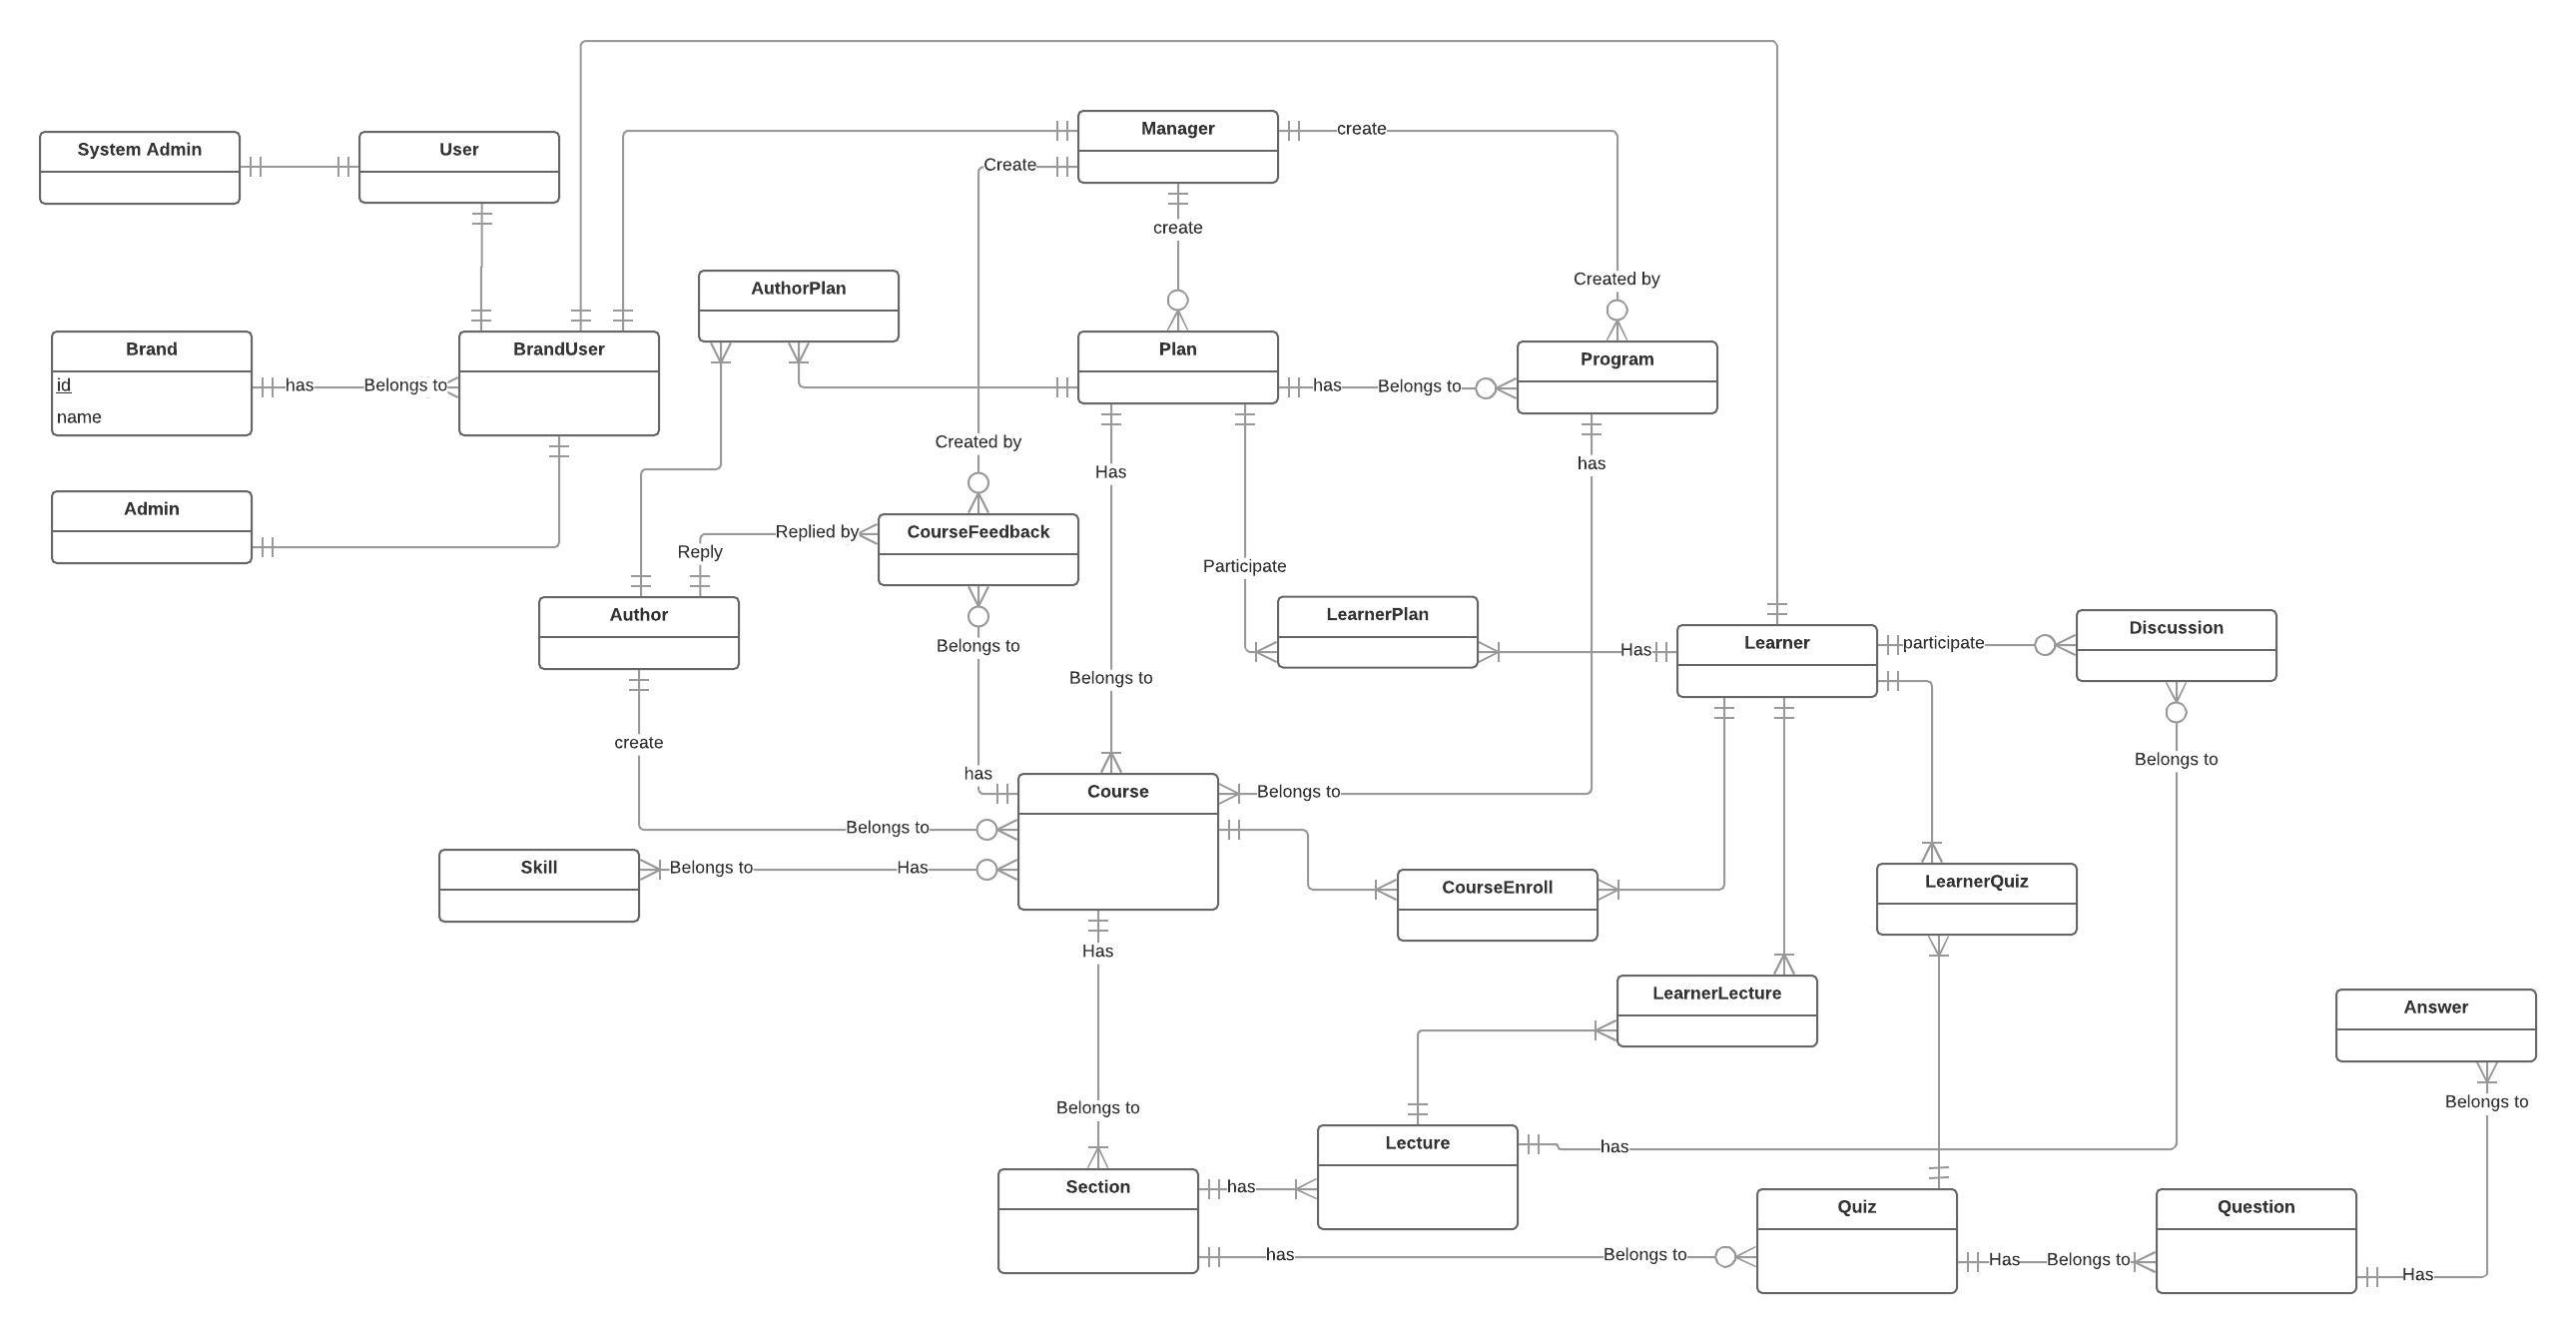 Manager
create
System Admin
User
Create
create
Created by
AuthorPlan
Brand
BrandUser
Plan
Program
id
has
Belongs to
has
Belongs to
name
Created by
Has
has
Admin
CourseFeedback
Replied by
Reply
Participate
Author
LearnerPlan
Learner
Discussion
Belongs to
Has
participate
Belongs to
create
Belongs to
has
Course
Belongs to
Belongs to
Skill
Belongs to
Has
CourseEnroll
LearnerQuiz
Has
LearnerLecture
Answer
Belongs to
Belongs to
Lecture
has
Section
has
Quiz
Question
has
Belongs to
Has
Belongs to
Has